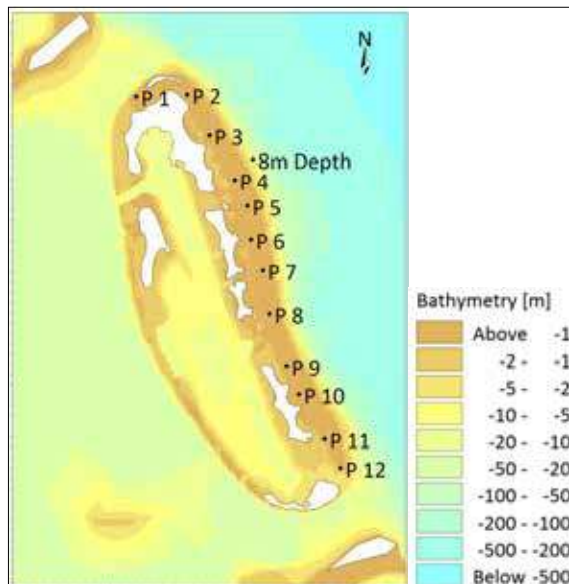 N
P 1
P 2
P 3
8m Depth
P 4
P 5
P 6
P 7
P 8
P 9
P 10
P 11
P 12
Bathymetry [m]
Above -1
-2 - -1
-5 - -2
-10 - -5
-20 - -10
-50 - -20
-100 - -50
-200 - -100
-500 - -200
Below -500